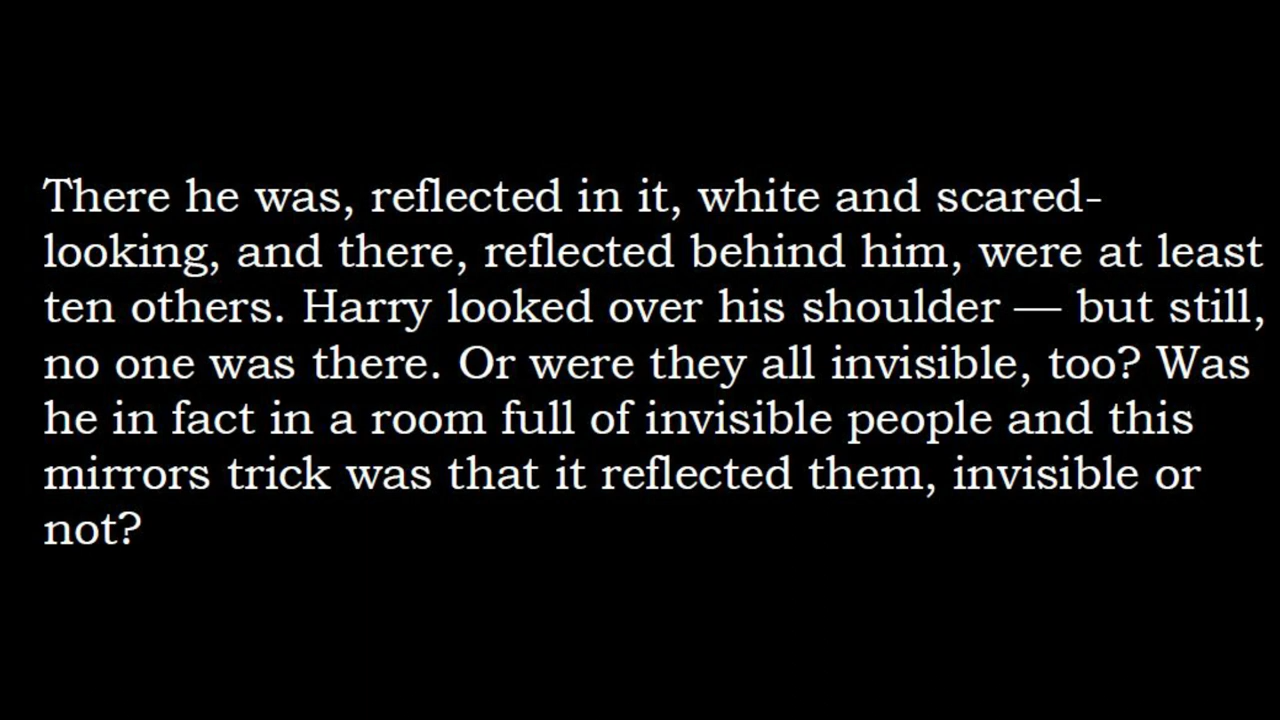 There he was, reflected in it, white and scared-
looking, and there, reflected behind him, were at least
ten others. Harry looked over his shoulder — but still,
no one was there. Or were they all invisible, too? Was
he in fact in a room full of invisible people and this
mirrors trick was that it reflected them, invisible or
not?